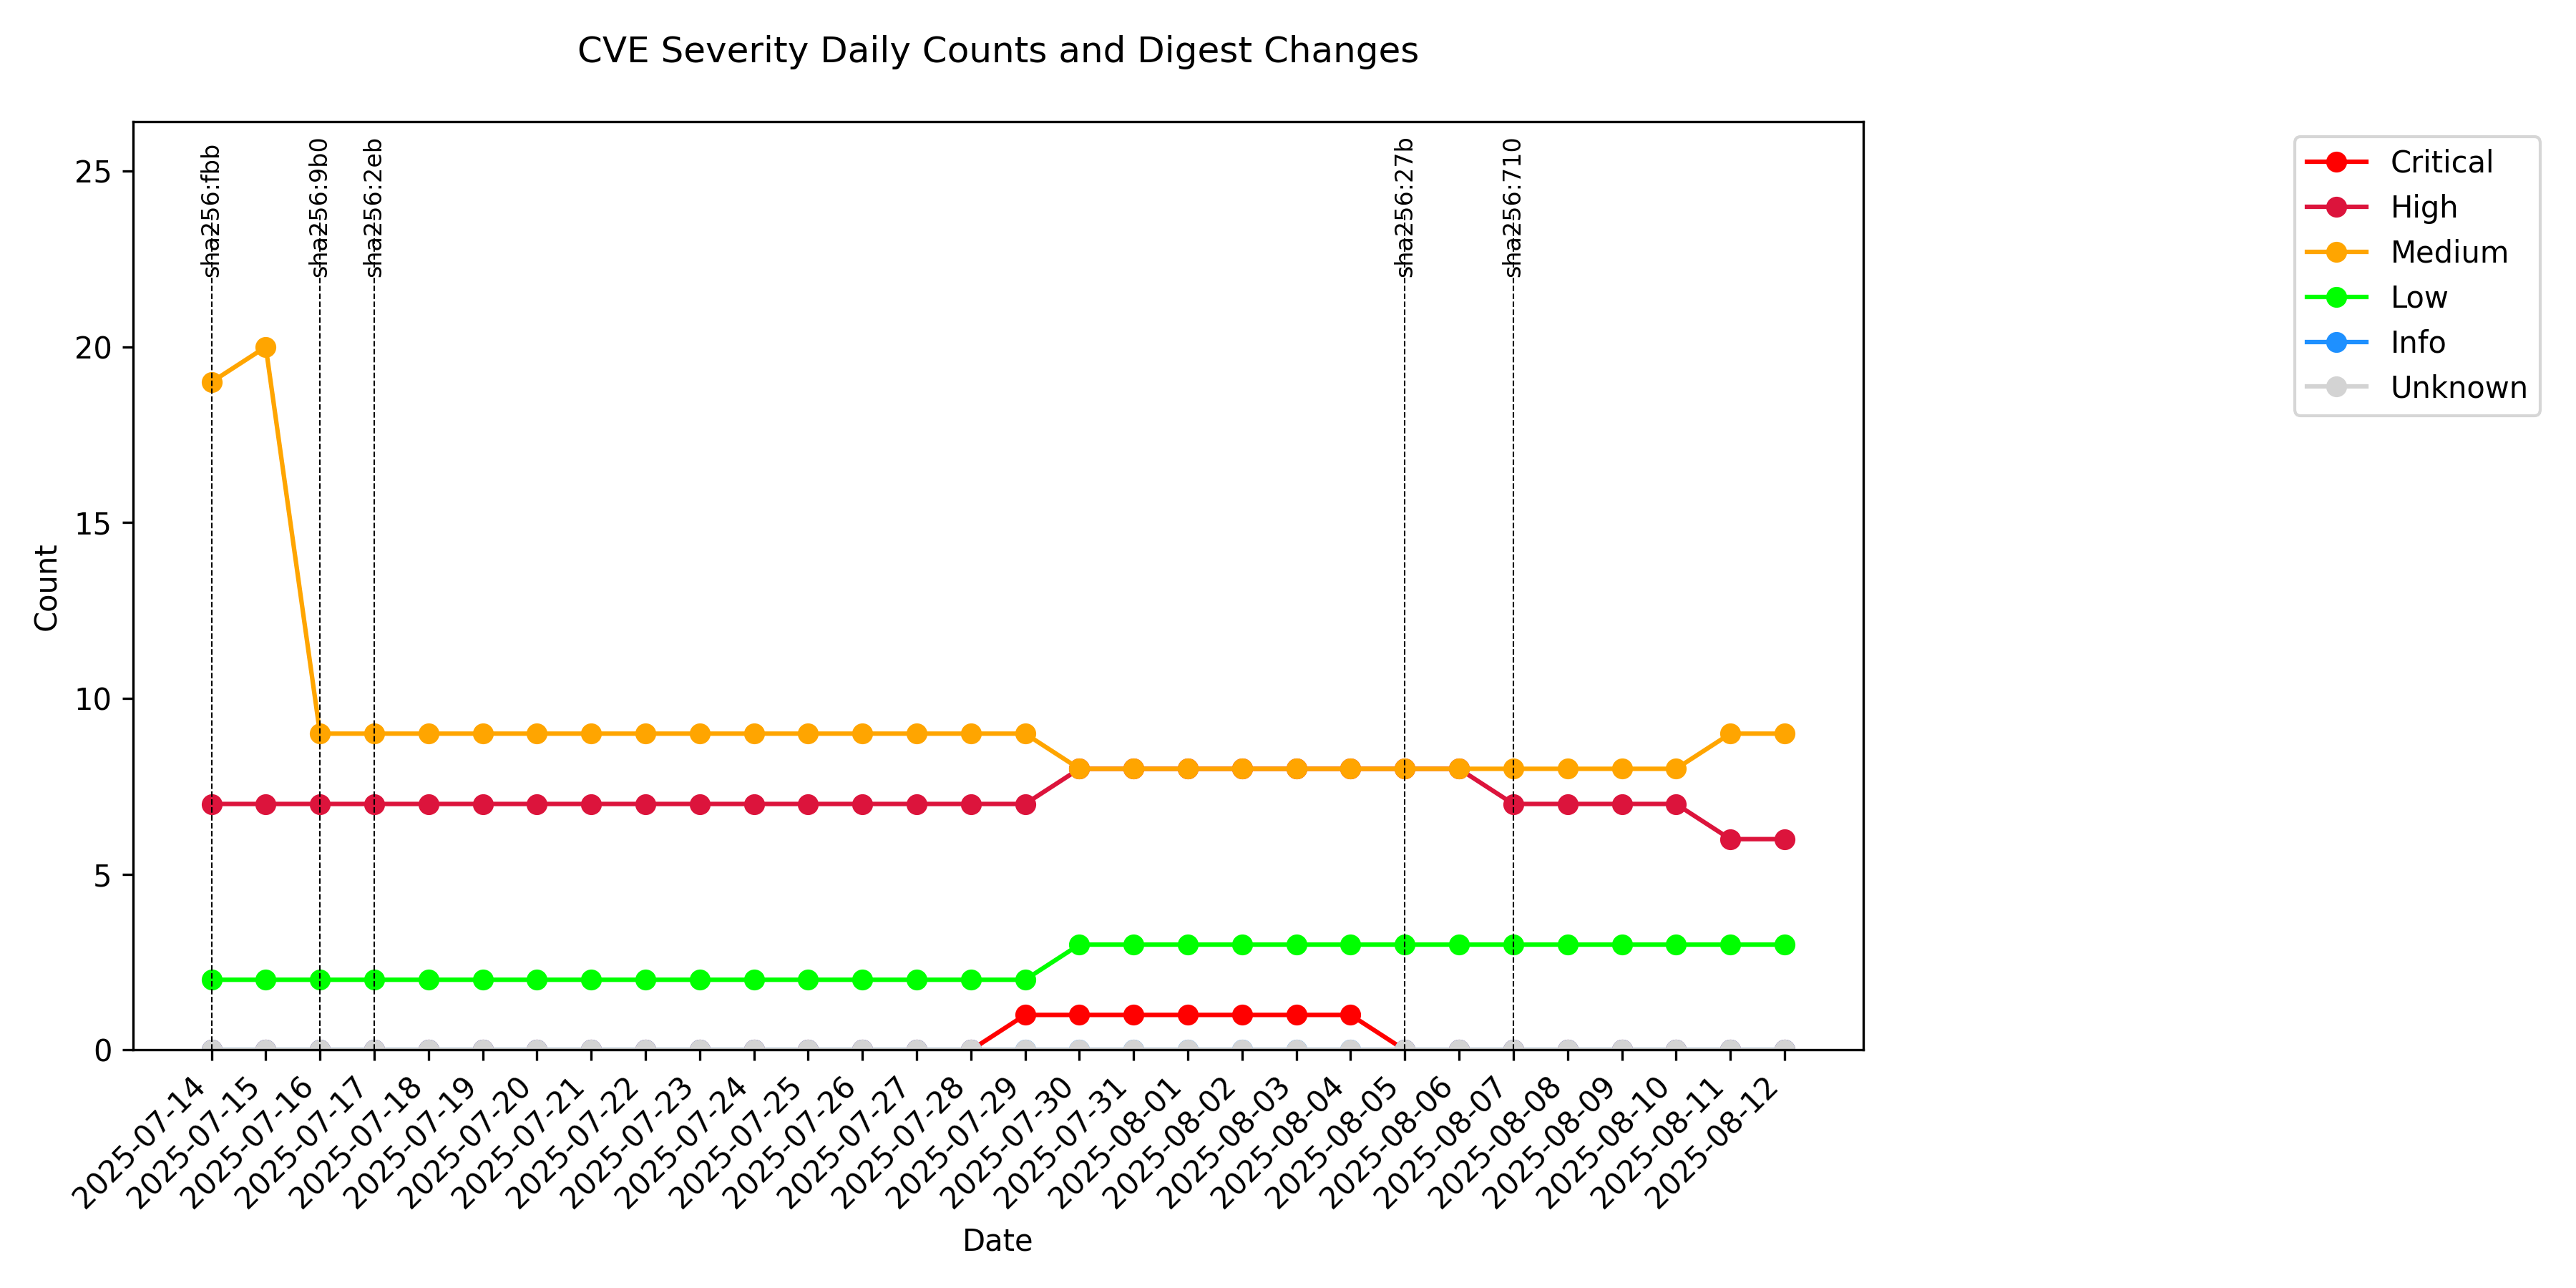 CVE Severity Daily Counts and Digest Changes
sha256:fbb
sha256:9b0
sha256:2eb
sha256:27b
sha256:710
Critical
High
Medium
Low
Info
Unknown
25
20
15
10
5
0
Count
2025-07-14
2025-07-15
2025-07-16
2025-07-17
2025-07-18
2025-07-19
2025-07-20
2025-07-21
2025-07-22
2025-07-23
2025-07-24
2025-07-25
2025-07-26
2025-07-27
2025-07-28
2025-07-29
2025-07-30
2025-07-31
2025-08-01
2025-08-02
2025-08-03
2025-08-04
2025-08-05
2025-08-06
2025-08-07
2025-08-08
2025-08-09
2025-08-10
2025-08-11
2025-08-12
Date